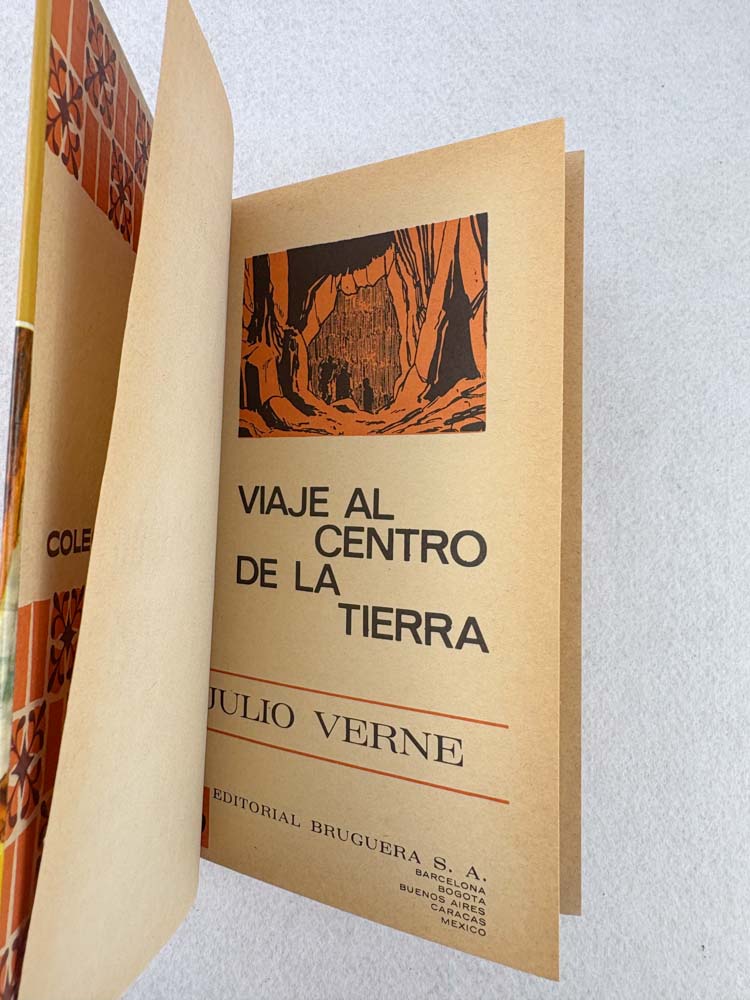 COLE
VIAJE AL
CENTRO
DE LA
TIERRA
JULIO VERNE
EDITORIAL BRUGUERA S. A.
BARCELONA
BOGOTA
BUENOS AIRES
CARACAS
MEXICO